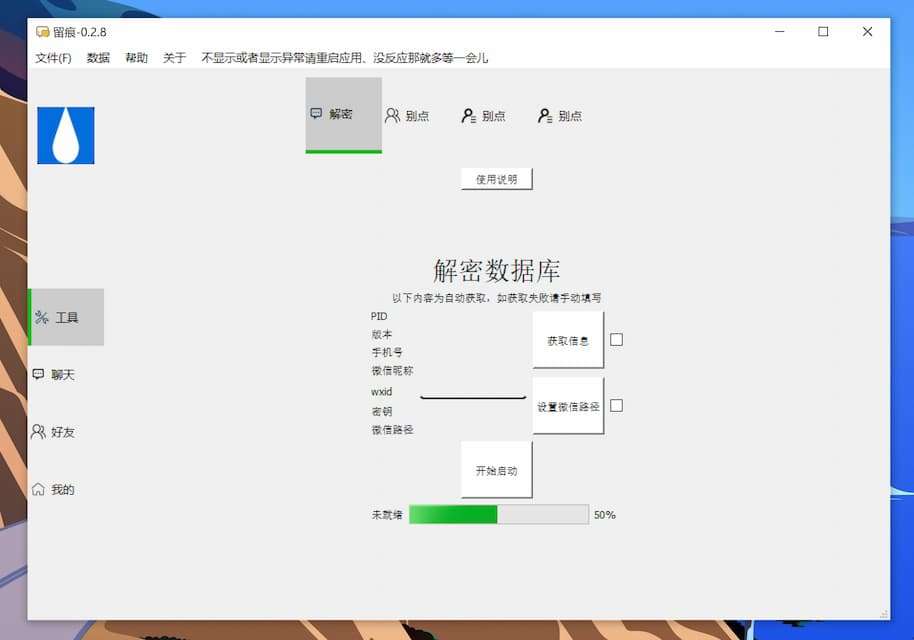 留痕-0.2.8
文件(F) 数据 帮助 关于 不显示或者显示异常请重启应用、没反应那就多等一会儿
解密 别点 别点 别点
使用说明
解密数据库
以下内容为自动获取，如获取失败请手动填写
PID
版本
手机号
微信昵称
wxid
密钥
微信路径
获取信息
设置微信路径
开始启动
未就绪 50%
工具
聊天
好友
我的